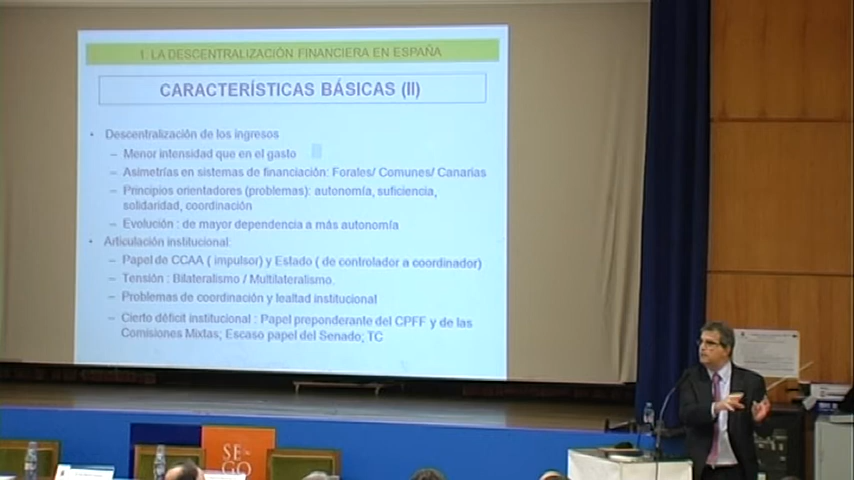 1. LA DESCENTRALIZACIÓN FINANCIERA EN ESPAÑA
CARACTERÍSTICAS BÁSICAS (II)
• Descentralización de los ingresos
– Menor intensidad que en el gasto
– Asimetrías en sistemas de financiación: Forales/ Comunes/ Canarias
– Principios orientadores (problemas): autonomía, suficiencia,
solidaridad, coordinación
– Evolución : de mayor dependencia a más autonomía
• Articulación institucional:
– Papel de CCAA ( impulsor) y Estado ( de controlador a coordinador)
– Tensión : Bilateralismo / Multilateralismo.
– Problemas de coordinación y lealtad institucional
– Cierto déficit institucional : Papel preponderante del CPFF y de las
Comisiones Mixtas; Escaso papel del Senado, TC
SE
GO